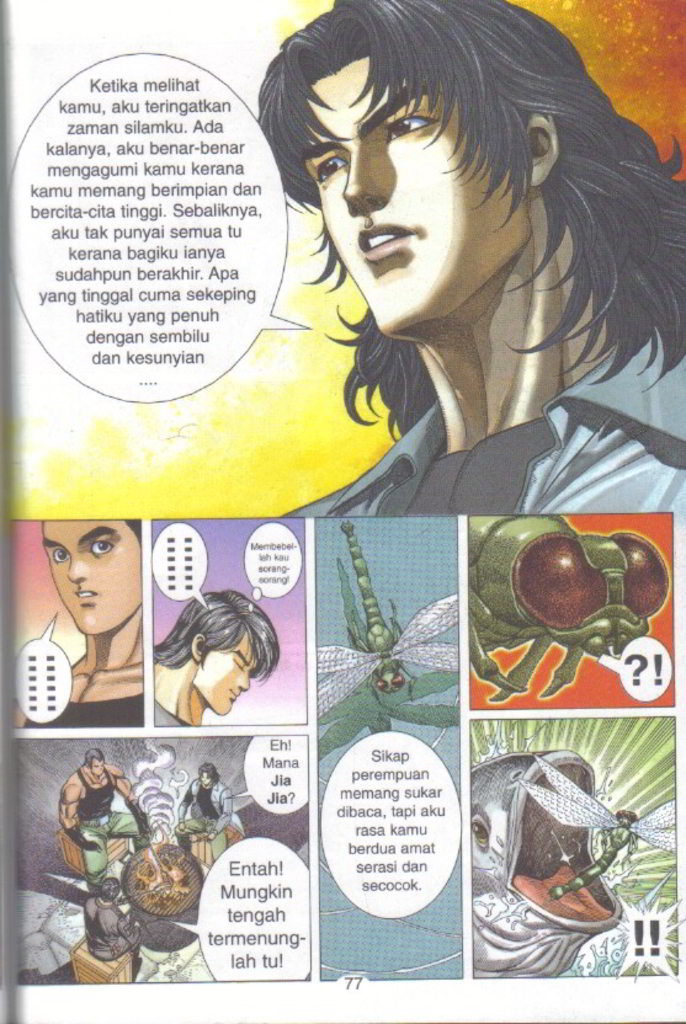 Ketika melihat
kamu, aku teringatkan
zaman silamku. Ada
kalanya, aku benar-benar
mengagumi kamu kerana
kamu memang berimpian dan
bercita-cita tinggi. Sebaliknya,
aku tak punyai semua tu
kerana bagiku ianya
sudahpun berakhir. Apa
yang tinggal cuma sekeping
hatiku yang penuh
dengan sembilu
dan kesunyian
....
Membebel-
lah kau
sorang-
sorang!
Eh!
Mana
Jia
Jia?
Entah!
Mungkin
tengah
termenung-
lah tu!
Sikap
perempuan
memang sukar
dibaca, tapi aku
rasa kamu
berdua amat
serasi dan
secocok.
?!
!!
77